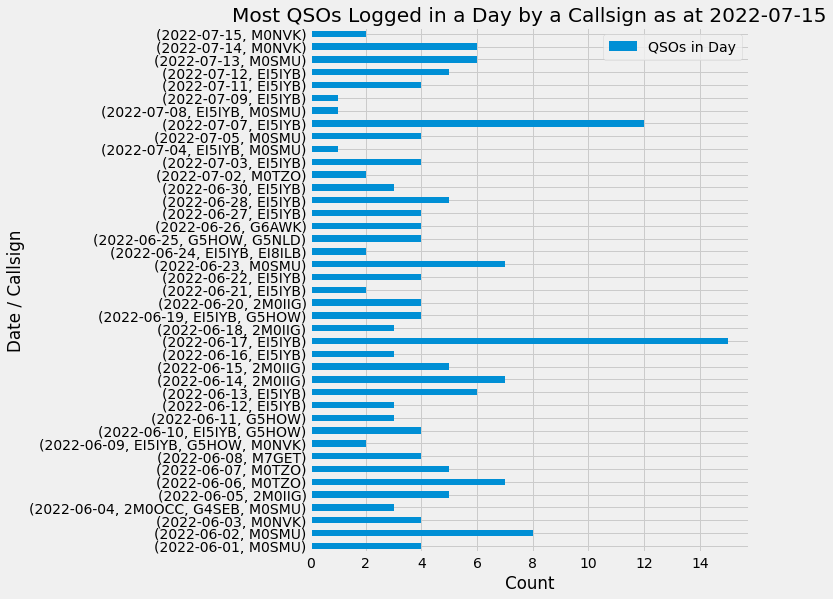 Most QSOs Logged in a Day by a Callsign as at 2022-07-15
QSOs in Day
(2022-07-15, M0NVK)
(2022-07-14, M0NVK)
(2022-07-13, M0SMU)
(2022-07-12, EI5IYB)
(2022-07-11, EI5IYB)
(2022-07-09, EI5IYB)
(2022-07-08, EI5IYB, M0SMU)
(2022-07-07, EI5IYB)
(2022-07-05, M0SMU)
(2022-07-04, EI5IYB, M0SMU)
(2022-07-03, EI5IYB)
(2022-07-02, M0TZO)
(2022-06-30, EI5IYB)
(2022-06-28, EI5IYB)
(2022-06-27, EI5IYB)
(2022-06-26, G6AWK)
(2022-06-25, G5HOW, G5NLD)
(2022-06-24, EI5IYB, EI8ILB)
(2022-06-23, M0SMU)
(2022-06-22, EI5IYB)
(2022-06-21, EI5IYB)
(2022-06-20, 2M0IIG)
(2022-06-19, EI5IYB, G5HOW)
(2022-06-18, 2M0IIG)
(2022-06-17, EI5IYB)
(2022-06-16, EI5IYB)
(2022-06-15, 2M0IIG)
(2022-06-14, 2M0IIG)
(2022-06-13, EI5IYB)
(2022-06-12, EI5IYB)
(2022-06-11, G5HOW)
(2022-06-10, EI5IYB, G5HOW)
(2022-06-09, EI5IYB, G5HOW, M0NVK)
(2022-06-08, M7GET)
(2022-06-07, M0TZO)
(2022-06-06, M0TZO)
(2022-06-05, 2M0IIG)
(2022-06-04, 2M0OCC, G4SEB, M0SMU)
(2022-06-03, M0NVK)
(2022-06-02, M0SMU)
(2022-06-01, M0SMU)
Date / Callsign
0 2 4 6 8 10 12 14
Count